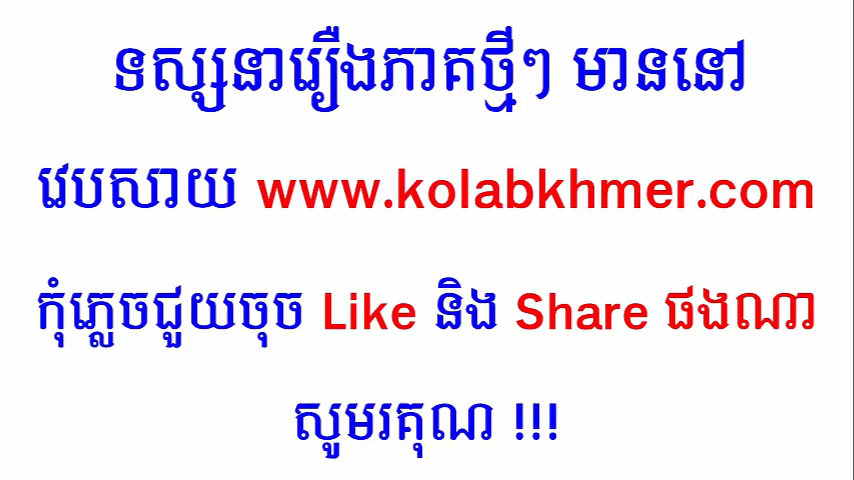 ទស្សនារឿងភាគថ្មីៗ មាននៅ
វេបសាយ www.kolabkhmer.com
កុំភ្លេចជួយចុច Like និង Share ផងណា
សូមរគុណ !!!